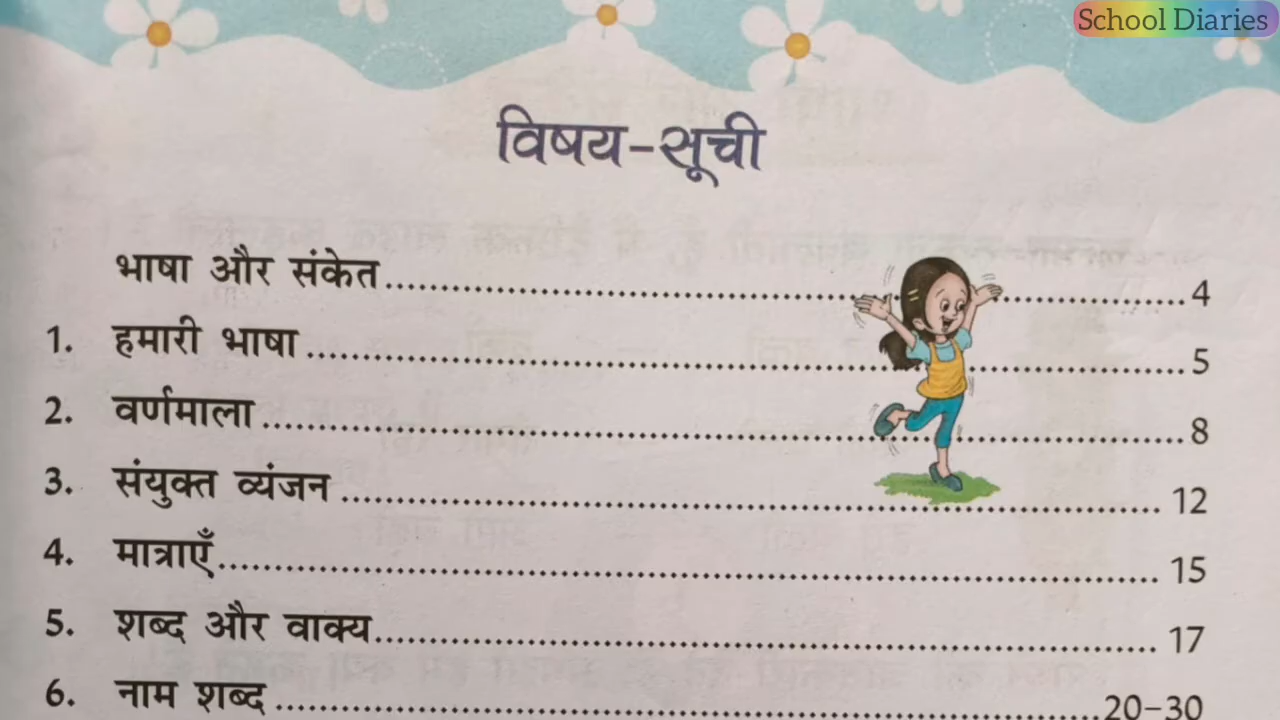 School Diaries
विषय-सूची
भाषा और संकेत........................................4
1. हमारी भाषा........................................5
2. वर्णमाला........................................8
3. संयुक्त व्यंजन........................................12
4. मात्राएँ........................................15
5. शब्द और वाक्य........................................17
6. नाम शब्द........................................20-30